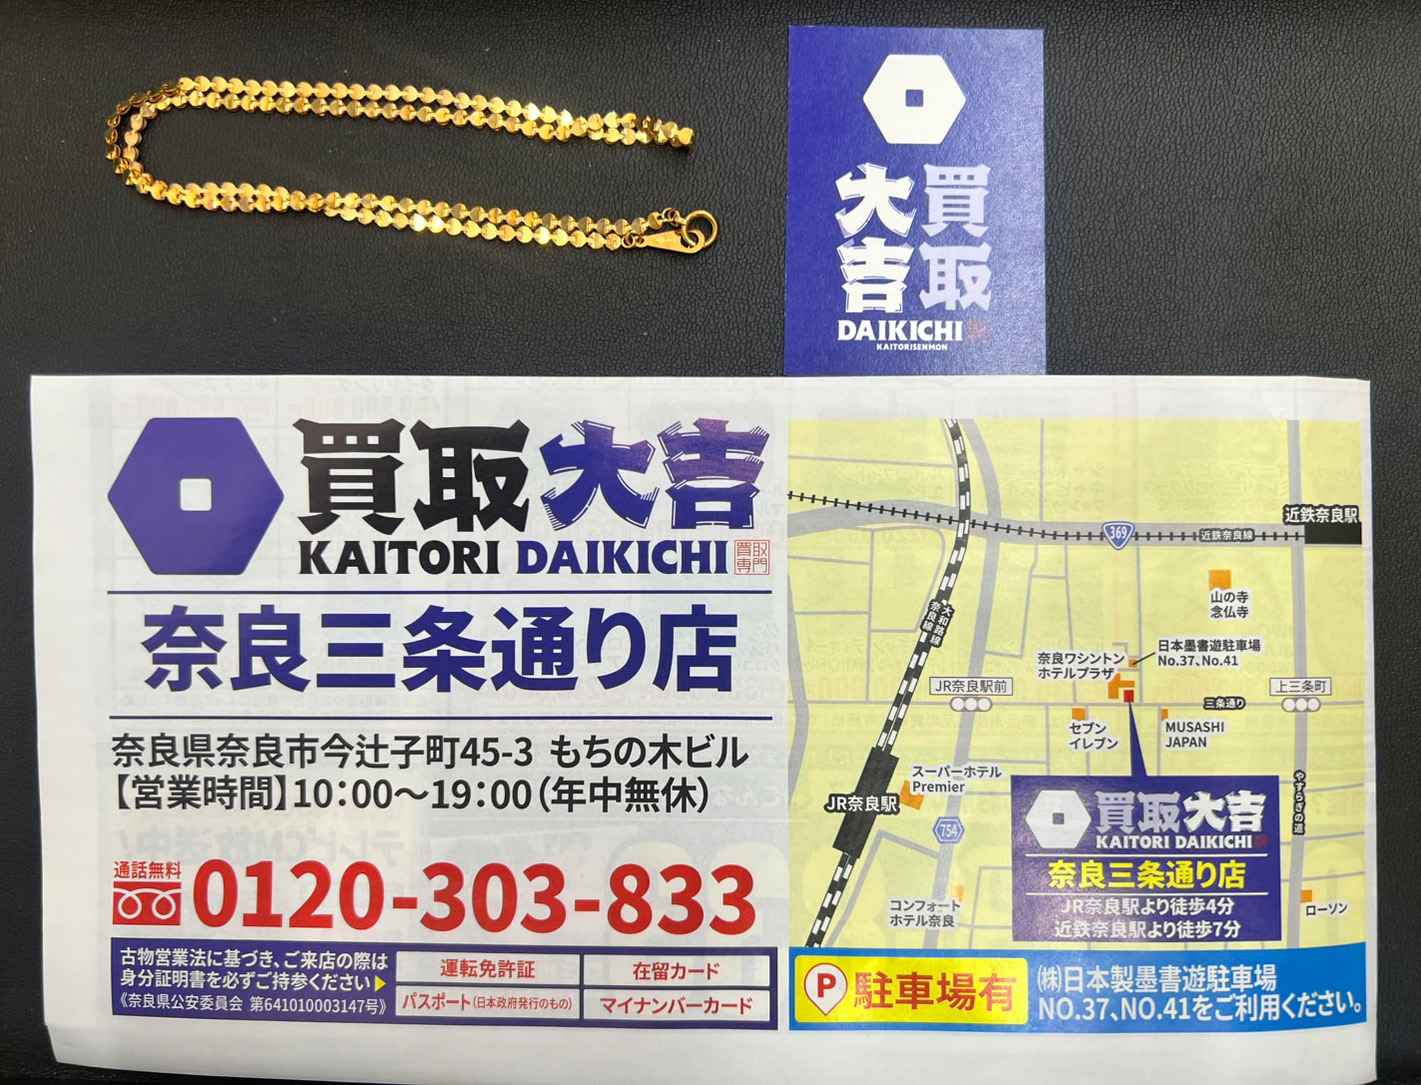 買取
大吉
DAIKICHI
KAITORISENMON
買取大吉
KAITORI DAIKICHI
買取専門
奈良三条通り店
奈良県奈良市今辻子町45-3 もちの木ビル
【営業時間】10:00～19:00(年中無休)
通話無料
0120-303-833
古物営業法に基づき、ご来店の際は
身分証明書を必ずご持参ください▶
《奈良県公安委員会 第641010003147号》
運転免許証
在留カード
パスポート(日本政府発行のもの)
マイナンバーカード
近鉄奈良駅
369
近鉄奈良線
山の寺
念仏寺
大和路線
奈良線
日本墨書遊駐車場
No.37、No.41
奈良ワシントン
ホテルプラザ
JR奈良駅前
上三条町
三条通り
セブン
イレブン
MUSASHI
JAPAN
スーパーホテル
Premier
JR奈良駅
754
やすらぎの道
買取大吉
KAITORI DAIKICHI
奈良三条通り店
JR奈良駅より徒歩4分
近鉄奈良駅より徒歩7分
コンフォート
ホテル奈良
ローソン
P 駐車場有
㈱日本製墨書遊駐車場
NO.37、NO.41をご利用ください。